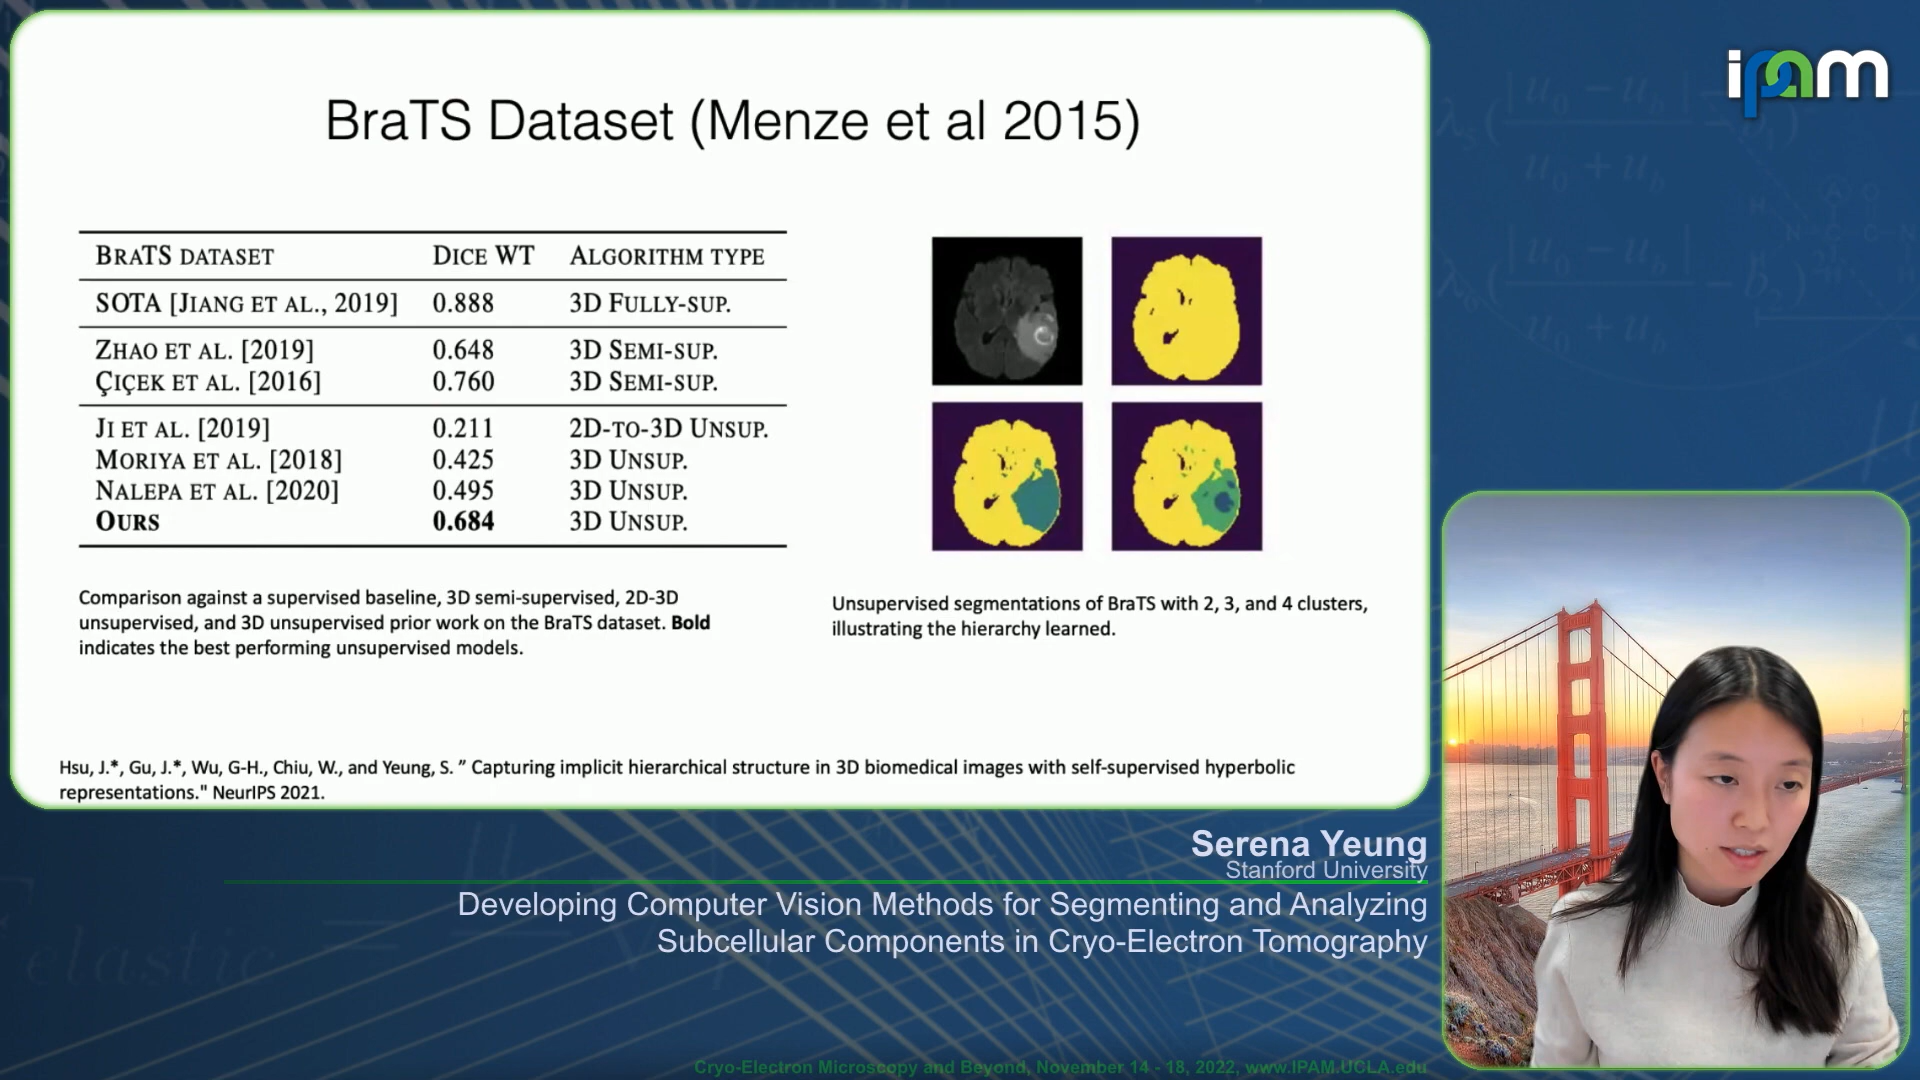 ipam
BraTS Dataset (Menze et al 2015)
BRATS DATASET DICE WT ALGORITHM TYPE
SOTA [JIANG ET AL., 2019] 0.888 3D FULLY-SUP.
ZHAO ET AL. [2019] 0.648 3D SEMI-SUP.
ÇIÇEK ET AL. [2016] 0.760 3D SEMI-SUP.
JI ET AL. [2019] 0.211 2D-TO-3D UNSUP.
MORIYA ET AL. [2018] 0.425 3D UNSUP.
NALEPA ET AL. [2020] 0.495 3D UNSUP.
OURS 0.684 3D UNSUP.
Comparison against a supervised baseline, 3D semi-supervised, 2D-3D
unsupervised, and 3D unsupervised prior work on the BraTS dataset. Bold
indicates the best performing unsupervised models.
Unsupervised segmentations of BraTS with 2, 3, and 4 clusters,
illustrating the hierarchy learned.
Hsu, J.*, Gu, J.*, Wu, G-H., Chiu, W., and Yeung, S. ” Capturing implicit hierarchical structure in 3D biomedical images with self-supervised hyperbolic
representations." NeurIPS 2021.
Serena Yeung
Stanford University
Developing Computer Vision Methods for Segmenting and Analyzing
Subcellular Components in Cryo-Electron Tomography
elastic
Cryo-Electron Microscopy and Beyond, November 14 - 18, 2022, www.IPAM.UCLA.edu